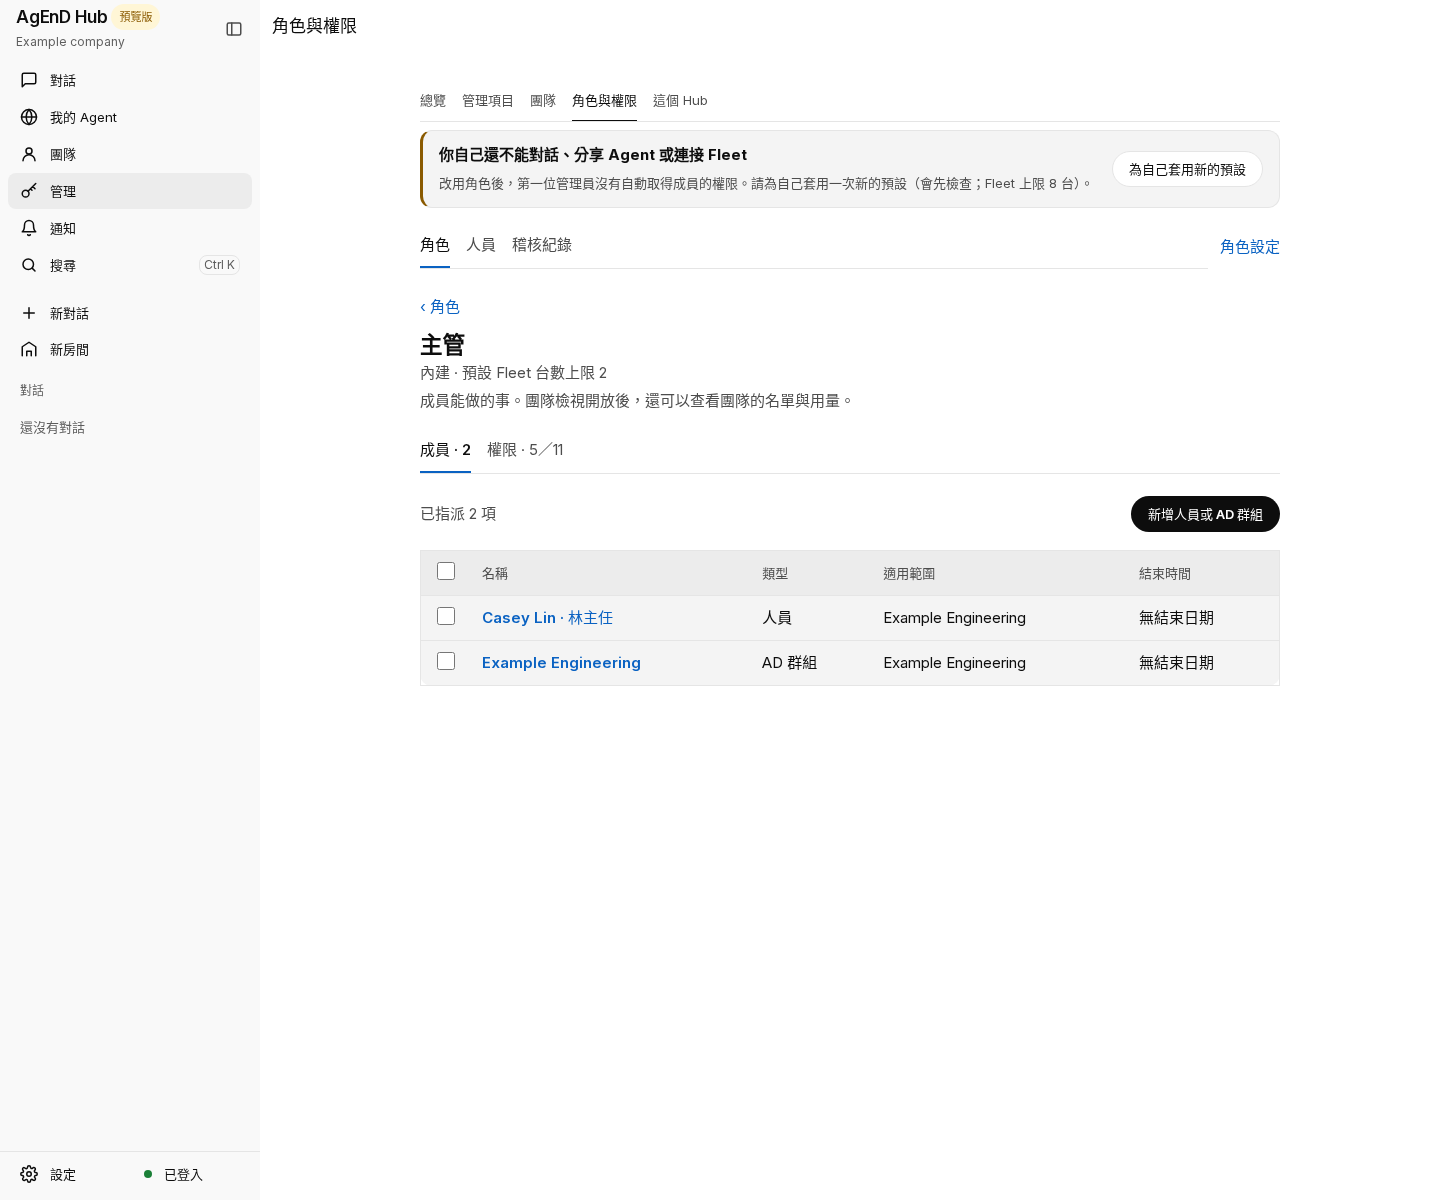 AgEnD Hub 預覽版
Example company
對話
我的 Agent
團隊
管理
通知
搜尋 Ctrl K
新對話
新房間
對話
還沒有對話
設定 已登入
角色與權限
總覽 管理項目 團隊 角色與權限 這個 Hub
你自己還不能對話、分享 Agent 或連接 Fleet
改用角色後，第一位管理員沒有自動取得成員的權限。請為自己套用一次新的預設（會先檢查；Fleet 上限 8 台）。
為自己套用新的預設
角色 人員 稽核紀錄 角色設定
‹ 角色
主管
內建 · 預設 Fleet 台數上限 2
成員能做的事。團隊檢視開放後，還可以查看團隊的名單與用量。
成員 · 2 權限 · 5／11
已指派 2 項 新增人員或 AD 群組
名稱 類型 適用範圍 結束時間
Casey Lin · 林主任 人員 Example Engineering 無結束日期
Example Engineering AD 群組 Example Engineering 無結束日期